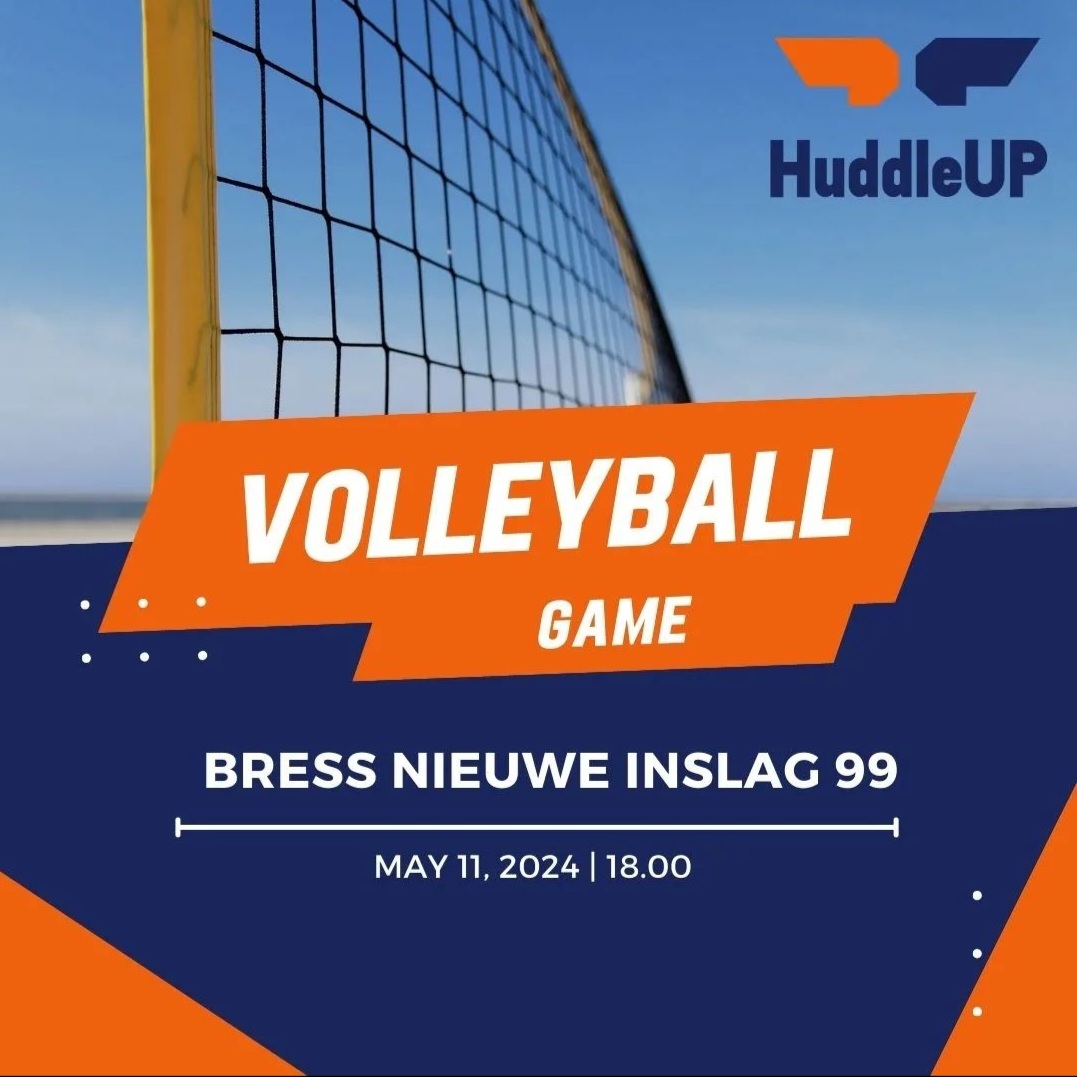 HuddleUP
VOLLEYBALL
GAME
BRESS NIEUWE INSLAG 99
MAY 11, 2024 | 18.00